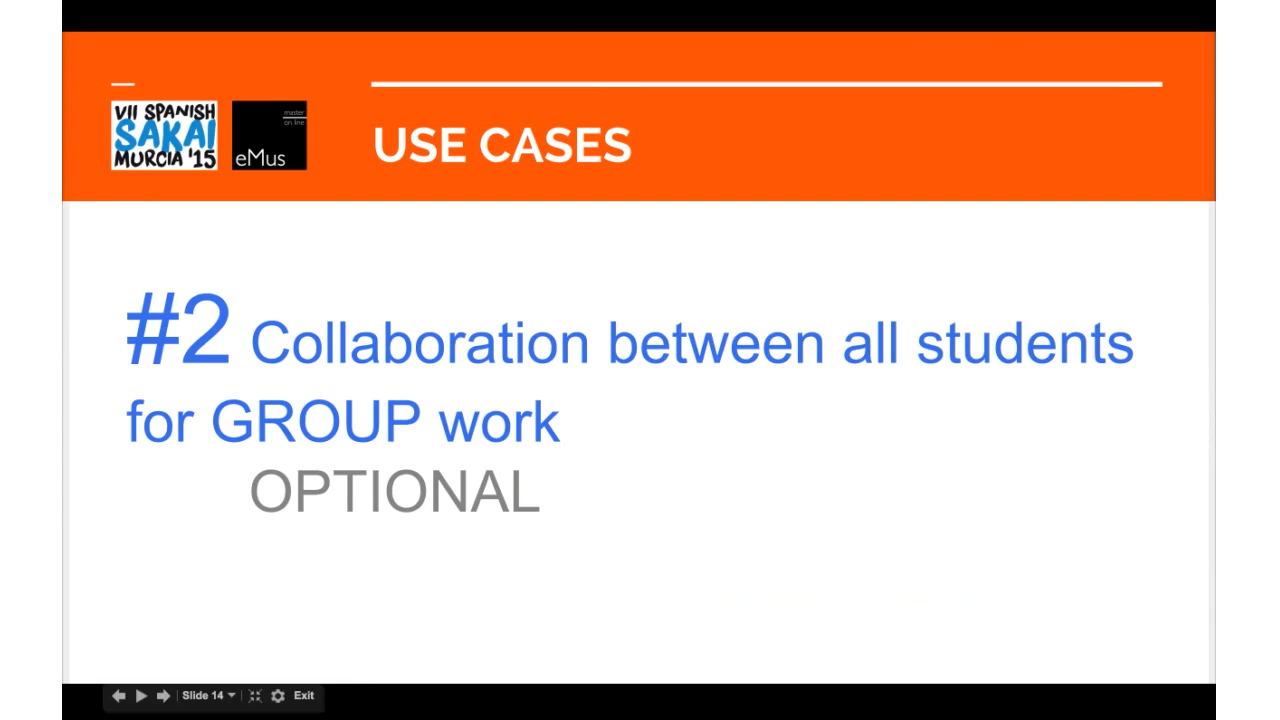 VII SPANISH
SAKAI
MURCIA '15
master
on line
eMus
USE CASES
#2 Collaboration between all students
for GROUP work
OPTIONAL
Slide 14
Exit